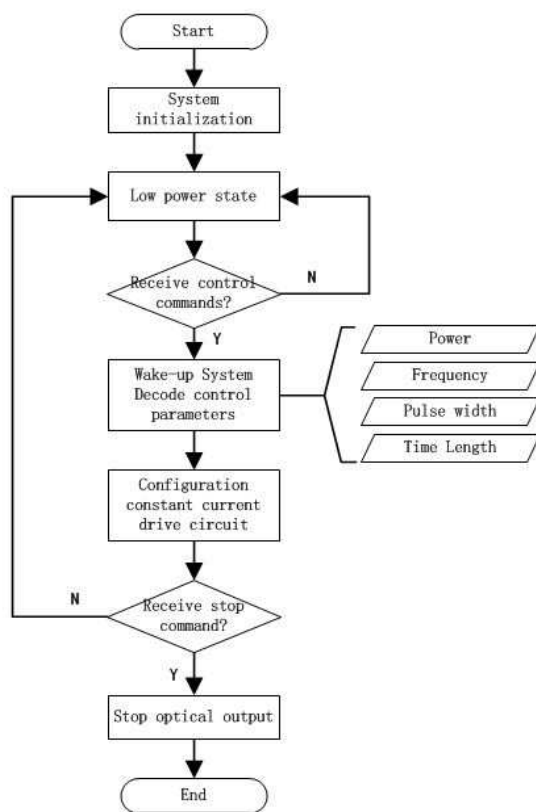 Start
System
initialization
Low power state
Receive control
commands?
N
Y
Wake-up System
Decode control
parameters
Power
Frequency
Pulse width
Time Length
Configuration
constant current
drive circuit
N
Receive stop
command?
Y
Stop optical output
End